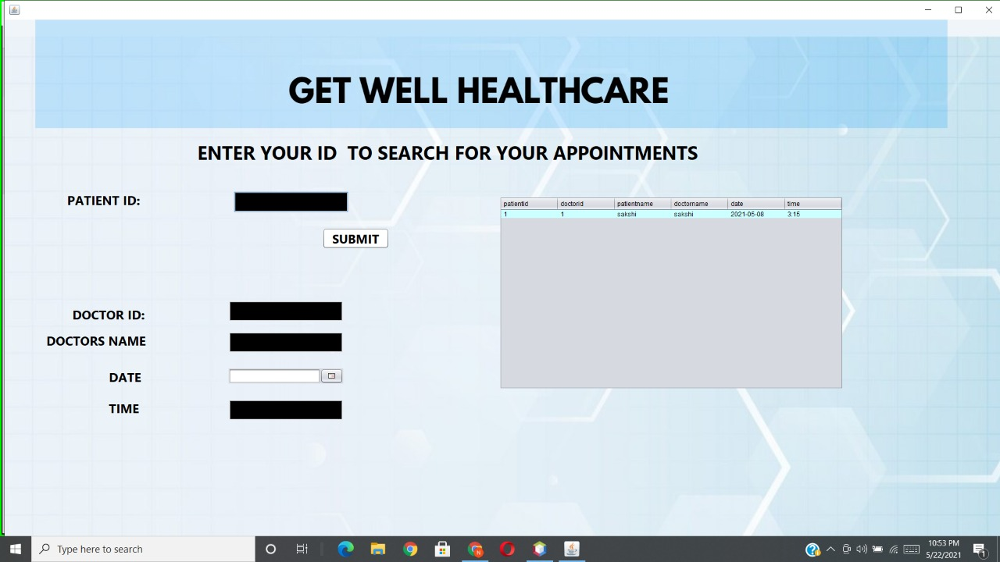 GET WELL HEALTHCARE
ENTER YOUR ID TO SEARCH FOR YOUR APPOINTMENTS
PATIENT ID:
SUBMIT
patientid doctorid patientname doctorname date time
1 1 sakshi sakshi 2021-05-08 3:15
DOCTOR ID:
DOCTORS NAME
DATE
TIME
Type here to search
10:53 PM
5/22/2021
1